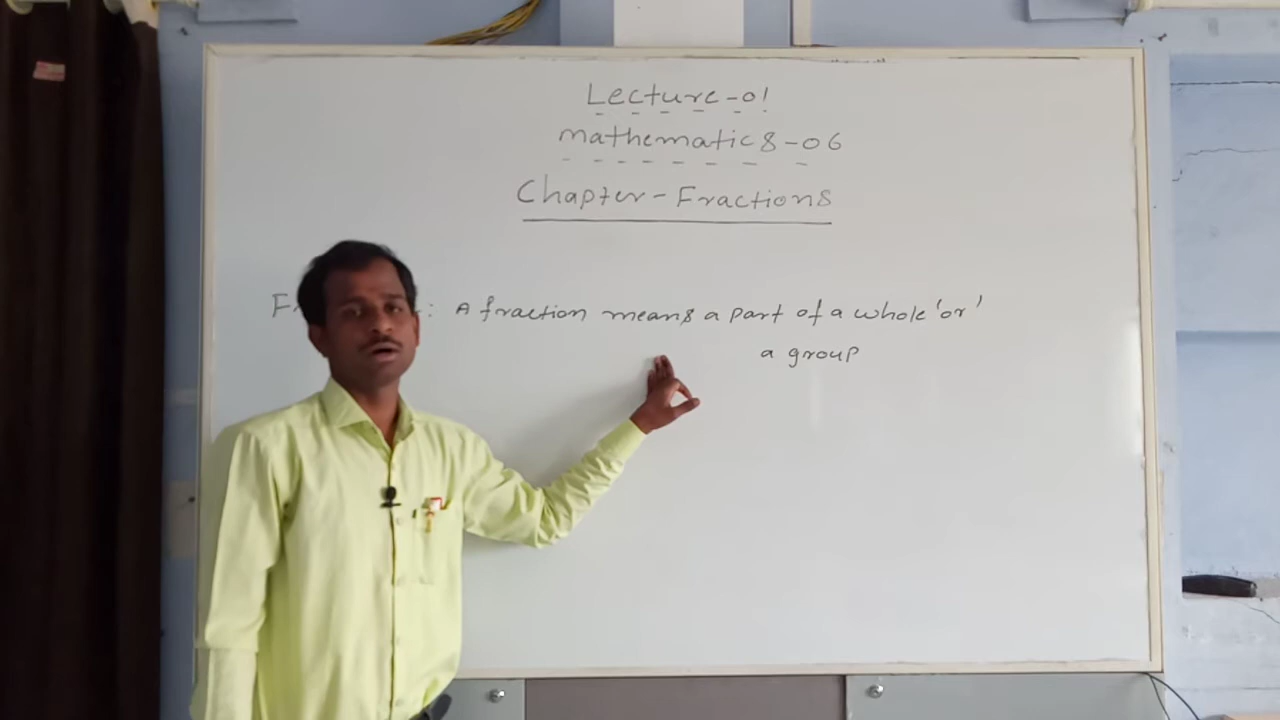 Lecture-01
mathematics-06
Chapter-Fractions
: A fraction means a part of a whole 'or'
a group